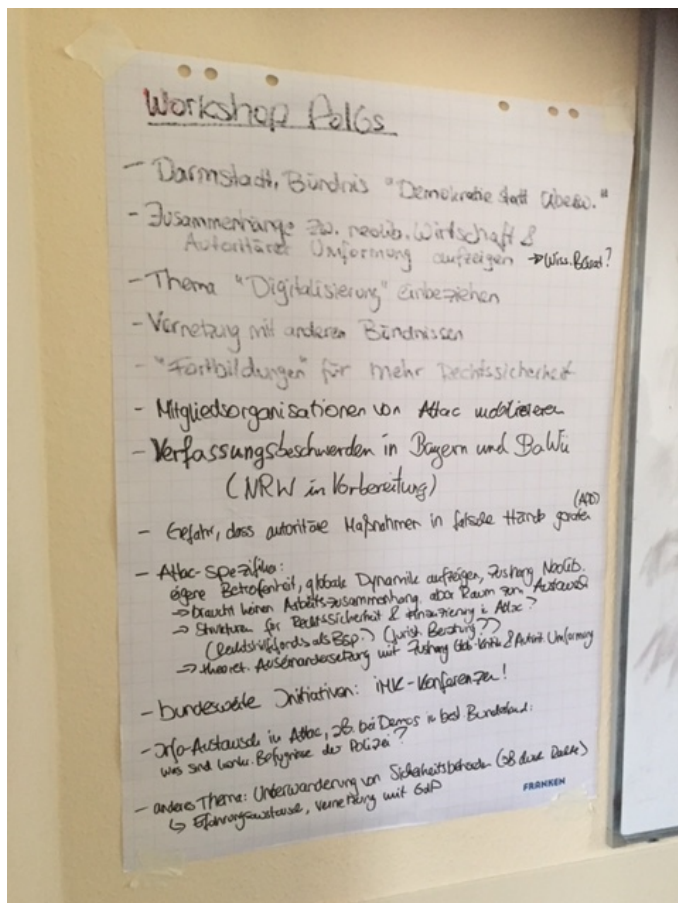 Workshop PolGs
- Darmstadt, Bündnis "Demokratie statt Überw."
- Zusammenhänge zw. neolib. Wirtschaft &
Autoritärer Umformung aufzeigen → Wiss. Beirat?
- Thema "Digitalisierung" einbeziehen
- Vernetzung mit anderen Bündnissen
- "Fortbildungen" für mehr Rechtssicherheit
- Mitgliedsorganisationen von Attac mobilisieren
- Verfassungsbeschwerden in Bayern und BaWü
(NRW in Vorbereitung)
- Gefahr, dass autoritäre Maßnahmen in falsche Hände geraten (AfD)
- Attac-Spezifika:
eigene Betroffenheit, globale Dynamik aufzeigen, Zushang Neolib.
→ braucht keinen Arbeitszusammenhang, aber Raum zum Austausch
→ Strukturen für Rechtssicherheit & Finanzierung i. Attac?
(Rechtshilfefonds als BSP.) (Jurist. Beratung??)
→ theoret. Auseinandersetzung mit Zushang Glob-Kritik & Autorit. Umformung
- bundesweite Initiativen: IMK-Konferenzen!
- Info-Austausch in Attac, zB. bei Demos in best. Bundesland:
was sind konkr. Befugnisse der Polizei?
- anderes Thema: Unterwanderung von Sicherheitsbehörden (zB durch Rechte)
↳ Erfahrungsaustausch, Vernetzung mit GdP
FRANKEN